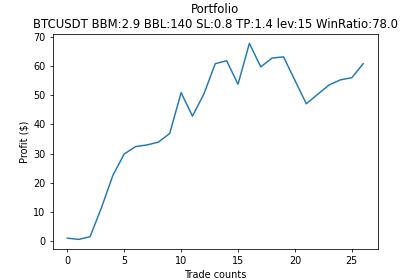 Portfolio
BTCUSDT BBM:2.9 BBL:140 SL:0.8 TP:1.4 lev:15 WinRatio:78.0
70
60
50
40
30
20
10
0
Profit ($)
0 5 10 15 20 25
Trade counts